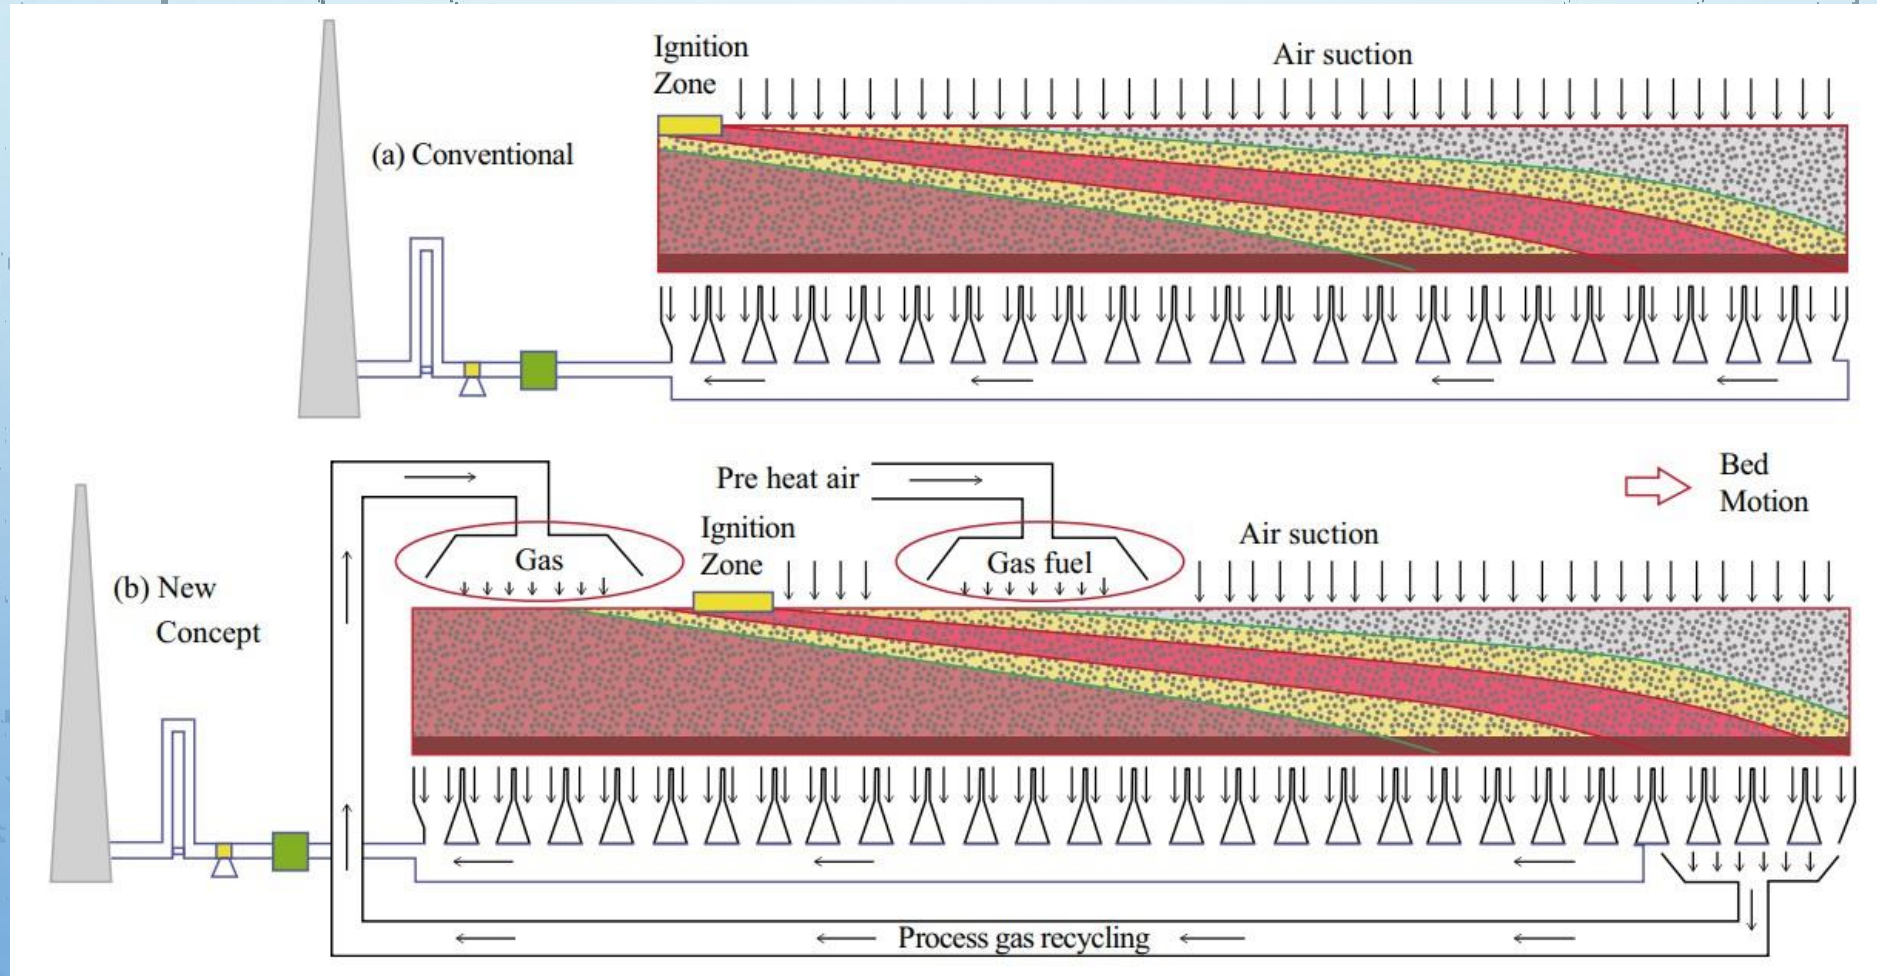 Ignition
Zone
Air suction
(a) Conventional
Pre heat air
Bed
Motion
Ignition
Zone
Air suction
Gas
Gas fuel
(b) New
Concept
Process gas recycling